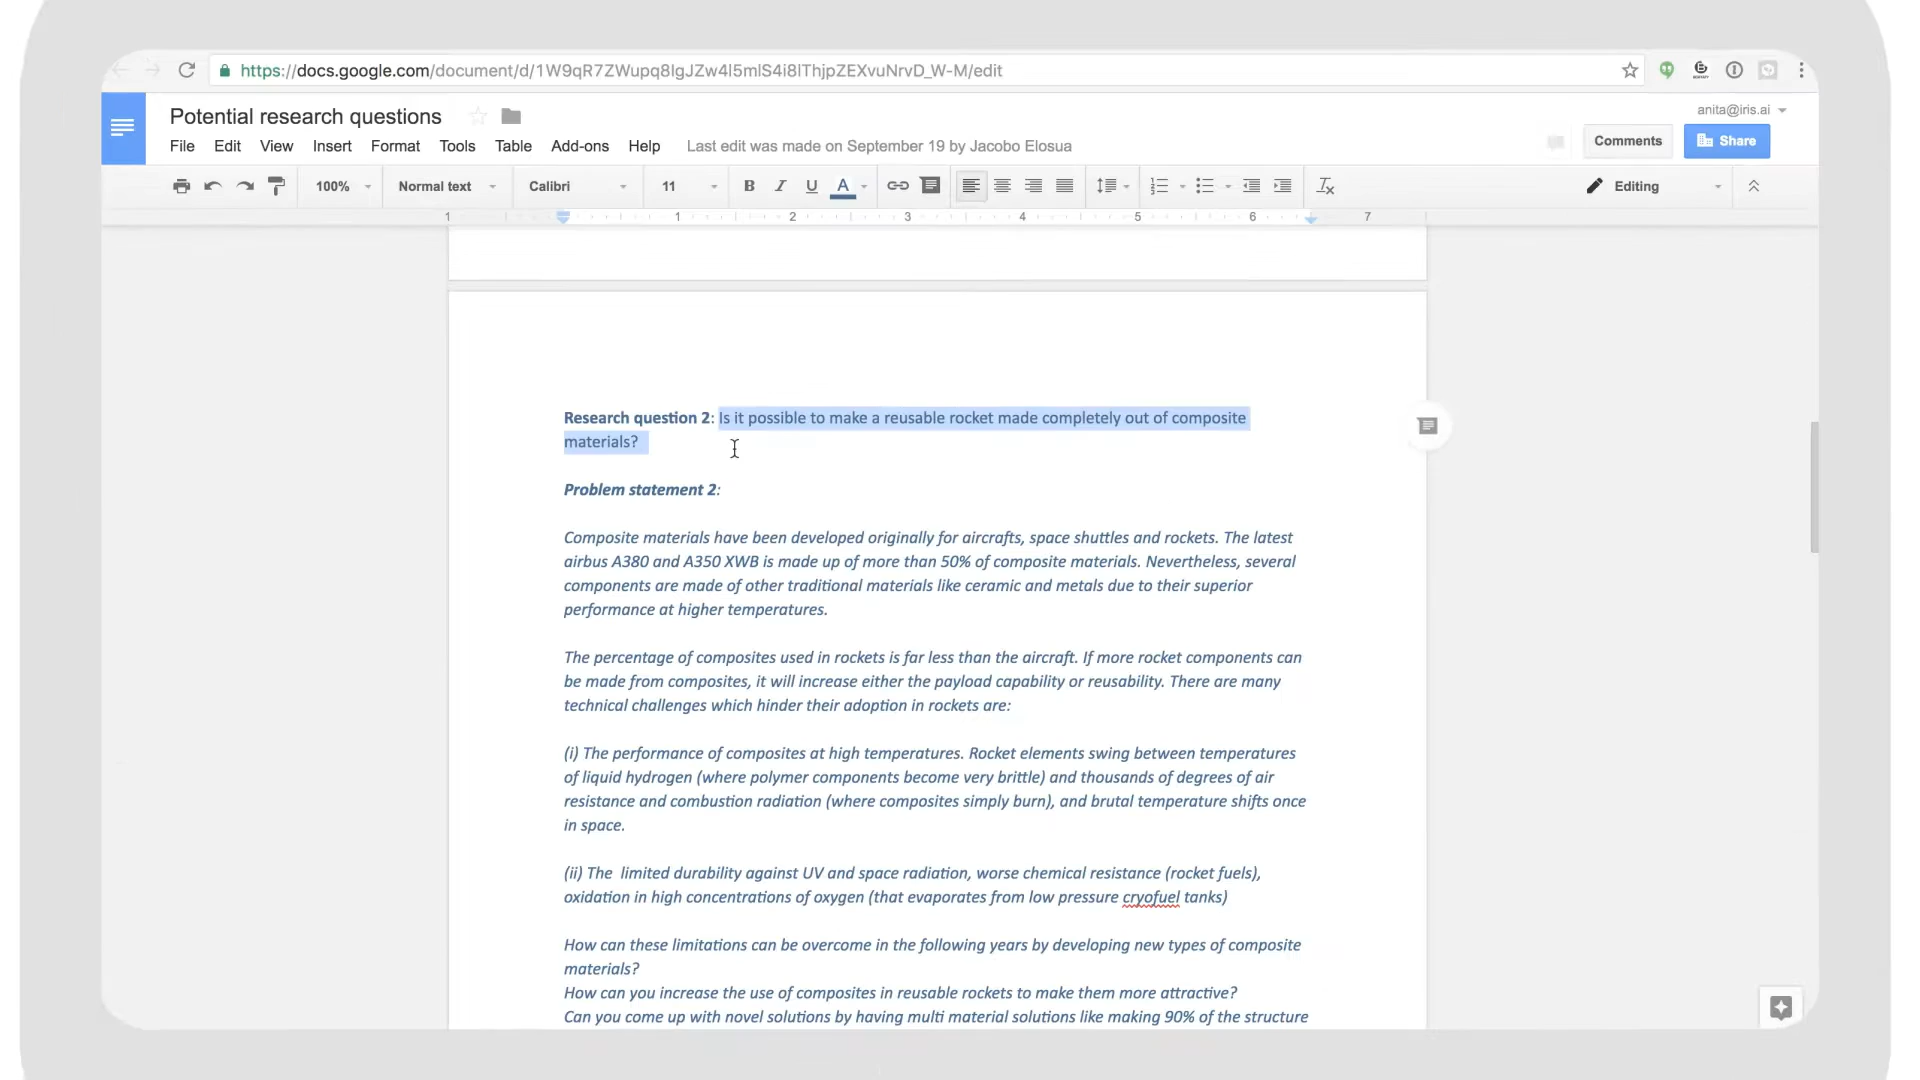 https://docs.google.com/document/d/1W9qR7ZWupq8lgJZw4l5mlS4i8lThjpZEXvuNrvD_W-M/edit
Potential research questions
anita@iris.ai
File Edit View Insert Format Tools Table Add-ons Help Last edit was made on September 19 by Jacobo Elosua
Comments Share
100% Normal text Calibri 11 B I U A Editing
1 1 2 3 4 5 6 7
Research question 2: Is it possible to make a reusable rocket made completely out of composite
materials?
Problem statement 2:
Composite materials have been developed originally for aircrafts, space shuttles and rockets. The latest
airbus A380 and A350 XWB is made up of more than 50% of composite materials. Nevertheless, several
components are made of other traditional materials like ceramic and metals due to their superior
performance at higher temperatures.
The percentage of composites used in rockets is far less than the aircraft. If more rocket components can
be made from composites, it will increase either the payload capability or reusability. There are many
technical challenges which hinder their adoption in rockets are:
(i) The performance of composites at high temperatures. Rocket elements swing between temperatures
of liquid hydrogen (where polymer components become very brittle) and thousands of degrees of air
resistance and combustion radiation (where composites simply burn), and brutal temperature shifts once
in space.
(ii) The limited durability against UV and space radiation, worse chemical resistance (rocket fuels),
oxidation in high concentrations of oxygen (that evaporates from low pressure cryofuel tanks)
How can these limitations can be overcome in the following years by developing new types of composite
materials?
How can you increase the use of composites in reusable rockets to make them more attractive?
Can you come up with novel solutions by having multi material solutions like making 90% of the structure